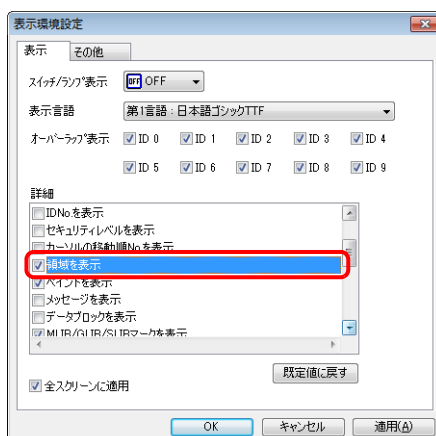 表示環境設定
表示 その他
スイッチ/ランプ表示 OFF OFF
表示言語 第1言語:日本語ゴシックTTF
オーバーラップ表示 ID 0 ID 1 ID 2 ID 3 ID 4
ID 5 ID 6 ID 7 ID 8 ID 9
詳細
IDNo.を表示
セキュリティレベルを表示
カーソルの移動順No.を表示
領域を表示
ペイントを表示
メッセージを表示
データブロックを表示
MLIB/GLIB/SLIBマークを表示
既定値に戻す
全スクリーンに適用
OK キャンセル 適用(A)